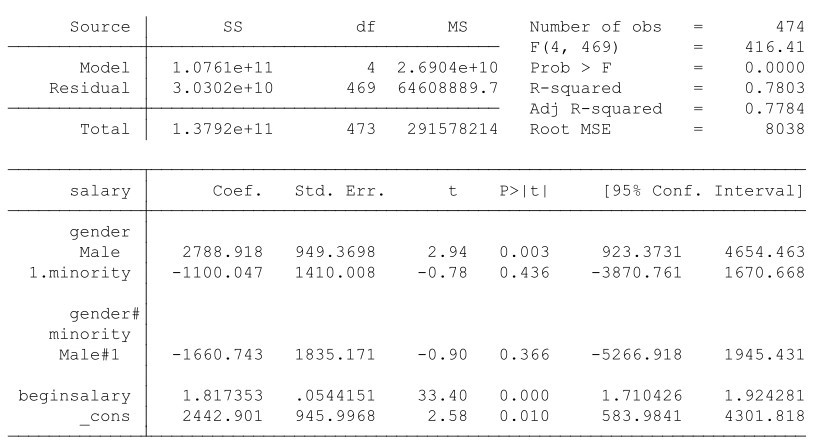 Source SS df MS Number of obs = 474
F(4, 469) = 416.41
Model 1.0761e+11 4 2.6904e+10 Prob > F = 0.0000
Residual 3.0302e+10 469 64608889.7 R-squared = 0.7803
Adj R-squared = 0.7784
Total 1.3792e+11 473 291578214 Root MSE = 8038
salary Coef. Std. Err. t P>|t| [95% Conf. Interval]
gender
Male 2788.918 949.3698 2.94 0.003 923.3731 4654.463
1.minority -1100.047 1410.008 -0.78 0.436 -3870.761 1670.668
gender#
minority
Male#1 -1660.743 1835.171 -0.90 0.366 -5266.918 1945.431
beginsalary 1.817353 .0544151 33.40 0.000 1.710426 1.924281
_cons 2442.901 945.9968 2.58 0.010 583.9841 4301.818